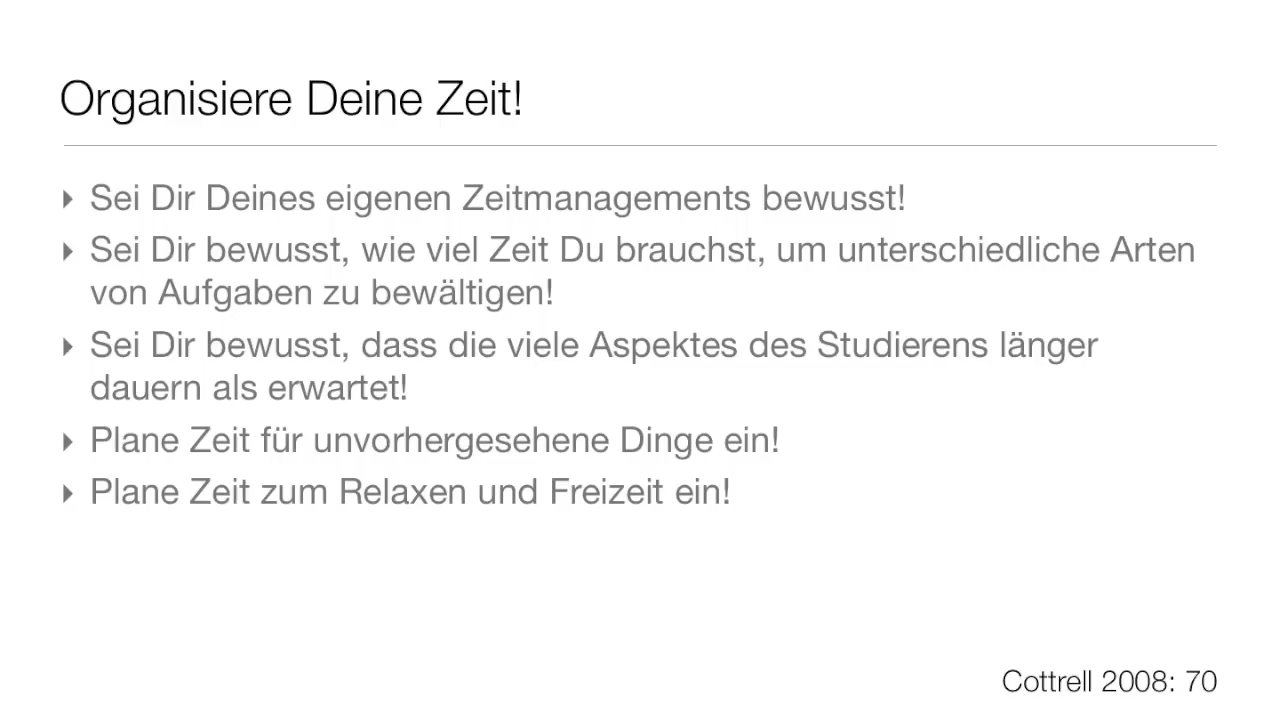 Organisiere Deine Zeit!
‣ Sei Dir Deines eigenen Zeitmanagements bewusst!
‣ Sei Dir bewusst, wie viel Zeit Du brauchst, um unterschiedliche Arten
von Aufgaben zu bewältigen!
‣ Sei Dir bewusst, dass die viele Aspektes des Studierens länger
dauern als erwartet!
‣ Plane Zeit für unvorhergesehene Dinge ein!
‣ Plane Zeit zum Relaxen und Freizeit ein!
Cottrell 2008: 70